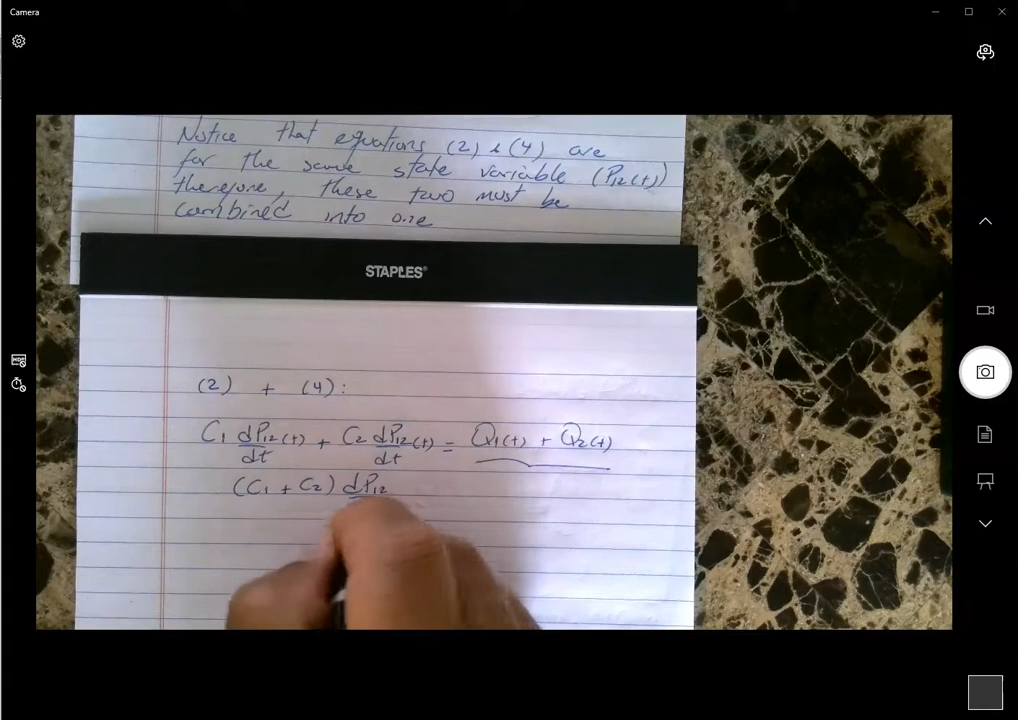 Camera
Notice that equations (2) & (4) are
for the same state variable (P12(t))
therefore, these two must be
combined into one
STAPLES®
(2) + (4):
C1 dP12(t)/dt + C2 dP12(t)/dt = Q1(t) + Q2(t)
(C1 + C2) dP12